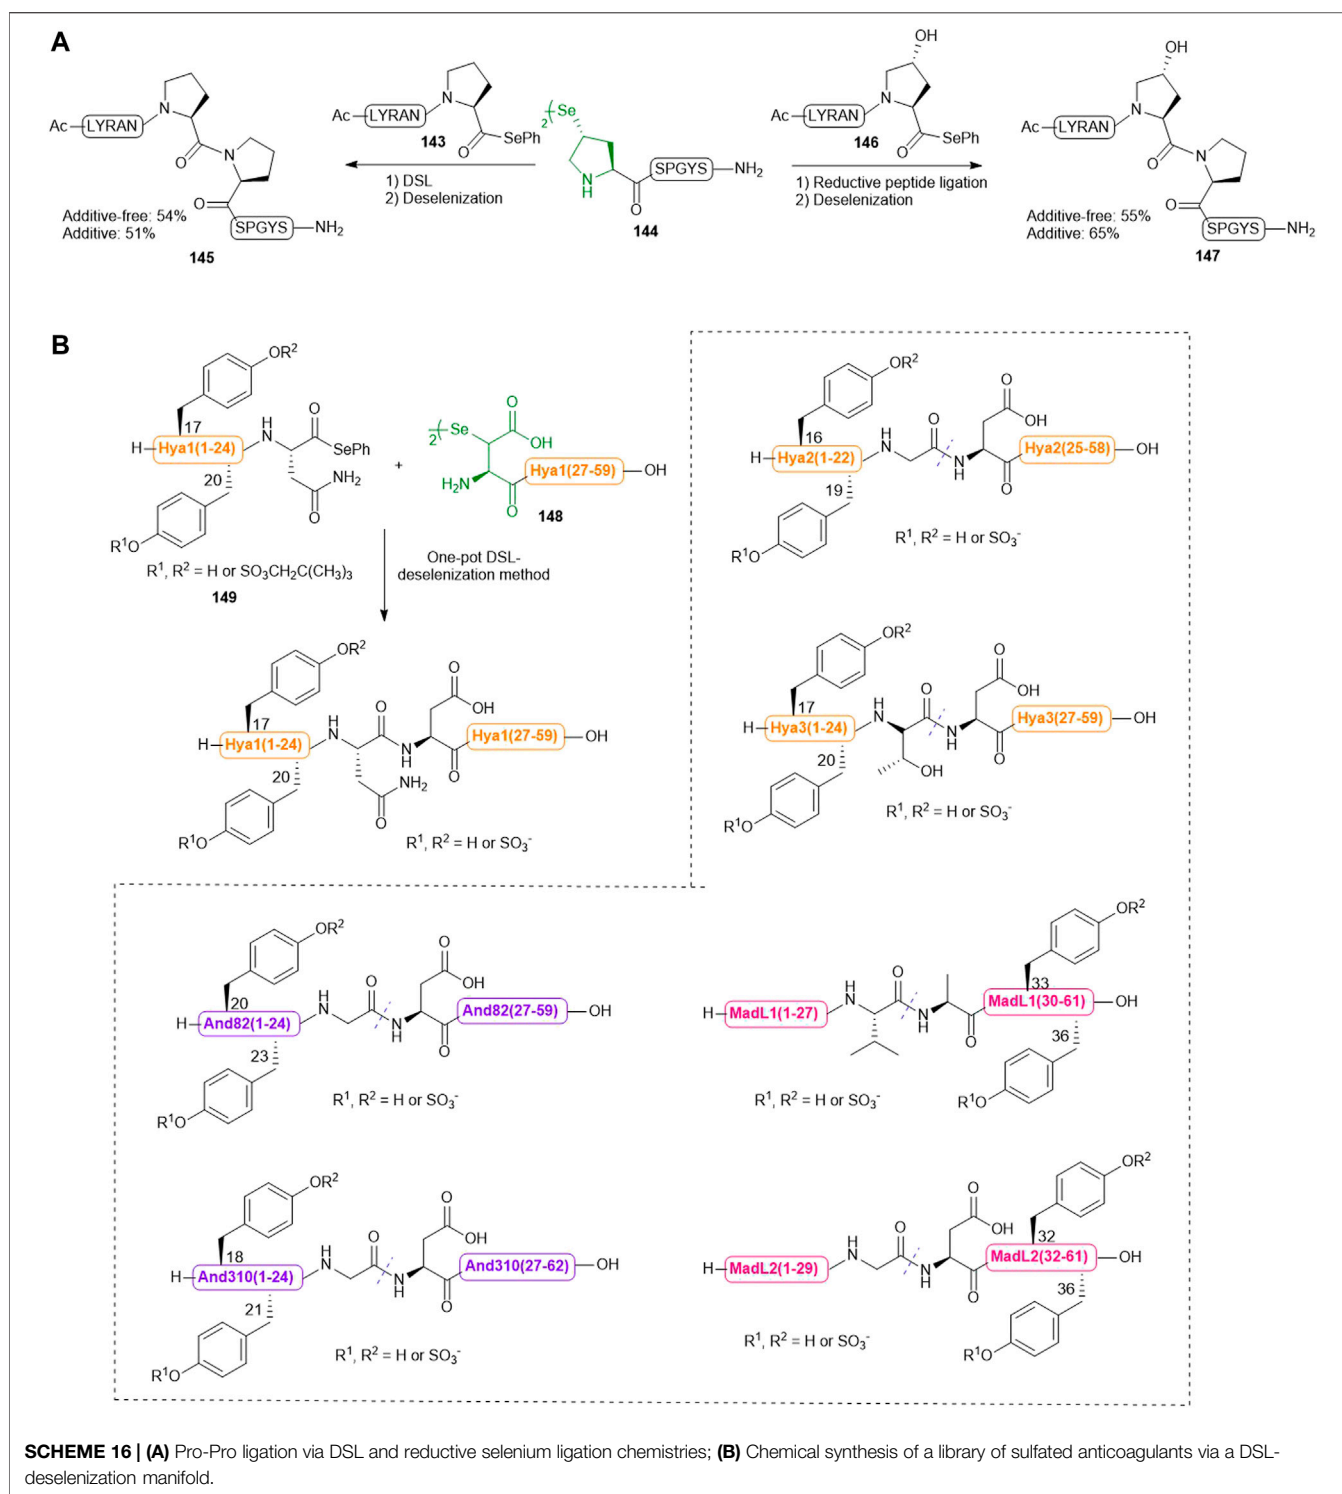 A
OH
OH
Se
2
Ac
LYRAN
N
O
N
O
SPGYS
NH2
Additive-free: 54%
Additive: 51%
145
Ac
LYRAN
N
143
O
SePh
1) DSL
2) Deselenization
N
H
O
SPGYS
NH2
144
Ac
LYRAN
N
146
O
SePh
1) Reductive peptide ligation
2) Deselenization
Ac
LYRAN
N
O
N
O
SPGYS
NH2
Additive-free: 55%
Additive: 65%
147
B
OR2
17
H
Hya1(1-24)
H
N
O
SePh
20
NH2
O
R1O
R1, R2 = H or SO3CH2C(CH3)3
149
+
2
Se
O
OH
H2N
O
Hya1(27-59)
OH
148
One-pot DSL-
deselenization method
OR2
17
H
Hya1(1-24)
H
N
O
N
H
O
OH
O
Hya1(27-59)
OH
20
NH2
O
R1O
R1, R2 = H or SO3-
OR2
16
H
Hya2(1-22)
H
N
O
N
H
O
OH
O
Hya2(25-58)
OH
19
R1O
R1, R2 = H or SO3-
OR2
17
H
Hya3(1-24)
H
N
O
N
H
O
OH
O
Hya3(27-59)
OH
20
OH
R1O
R1, R2 = H or SO3-
OR2
20
H
And82(1-24)
H
N
O
N
H
O
OH
O
And82(27-59)
OH
23
R1O
R1, R2 = H or SO3-
H
MadL1(1-27)
H
N
O
N
H
O
OR2
33
MadL1(30-61)
OH
36
R1O
R1, R2 = H or SO3-
OR2
18
H
And310(1-24)
H
N
O
N
H
O
OH
O
And310(27-62)
OH
21
R1O
R1, R2 = H or SO3-
H
MadL2(1-29)
H
N
O
N
H
O
OH
O
OR2
32
MadL2(32-61)
OH
36
R1O
R1, R2 = H or SO3-
SCHEME 16 | (A) Pro-Pro ligation via DSL and reductive selenium ligation chemistries; (B) Chemical synthesis of a library of sulfated anticoagulants via a DSL-
deselenization manifold.